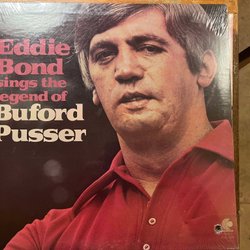 Eddie
Bond
sings the
legend of
Buford
Pusser